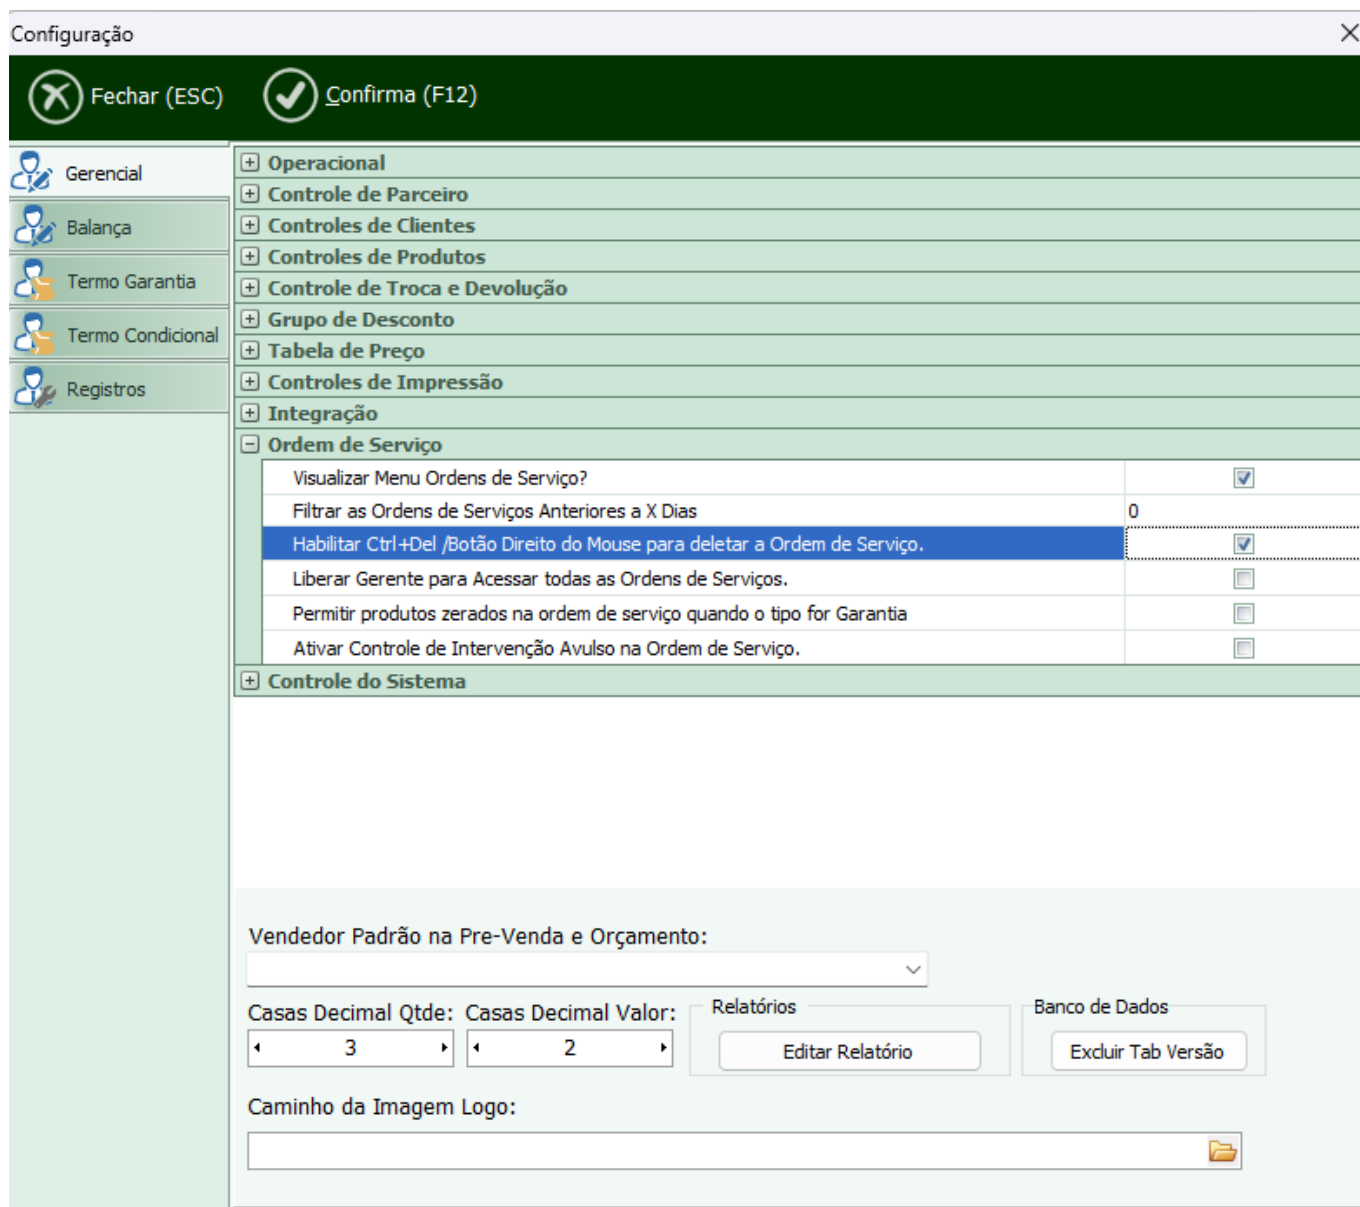 Configuração
Fechar (ESC)
Confirma (F12)
Gerencial
Balança
Termo Garantia
Termo Condicional
Registros
Operacional
Controle de Parceiro
Controles de Clientes
Controles de Produtos
Controle de Troca e Devolução
Grupo de Desconto
Tabela de Preço
Controles de Impressão
Integração
Ordem de Serviço
Visualizar Menu Ordens de Serviço?
Filtrar as Ordens de Serviços Anteriores a X Dias 0
Habilitar Ctrl+Del /Botão Direito do Mouse para deletar a Ordem de Serviço.
Liberar Gerente para Acessar todas as Ordens de Serviços.
Permitir produtos zerados na ordem de serviço quando o tipo for Garantia
Ativar Controle de Intervenção Avulso na Ordem de Serviço.
Controle do Sistema
Vendedor Padrão na Pre-Venda e Orçamento:
Casas Decimal Qtde: Casas Decimal Valor: Relatórios Banco de Dados
3 2 Editar Relatório Excluir Tab Versão
Caminho da Imagem Logo: